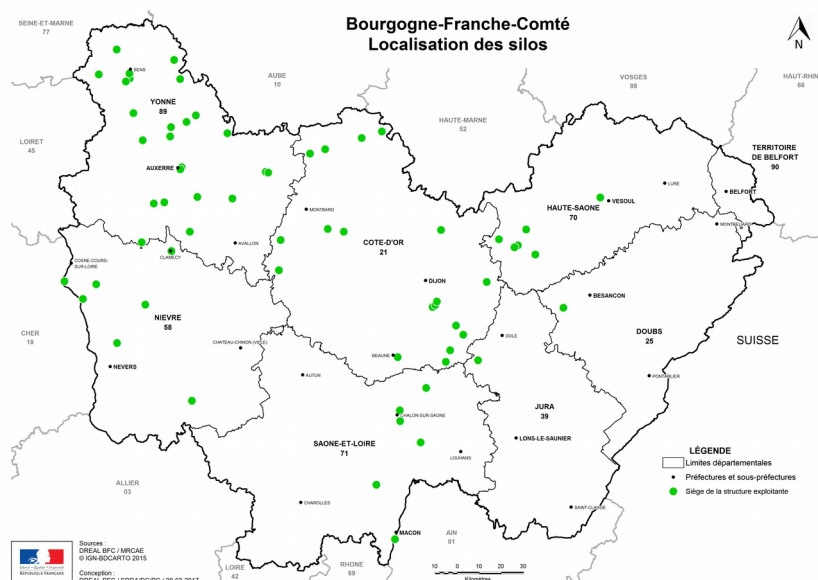 Bourgogne-Franche-Comté
Localisation des silos
N
SEINE-ET-MARNE
77
AUBE
10
VOSGES
88
HAUT-RHIN
68
HAUTE-MARNE
52
LOIRET
45
SENS
YONNE
89
AUXERRE
AVALLON
TERRITOIRE
DE BELFORT
90
BELFORT
LURE
HAUTE-SAONE
70
VESOUL
MONTBELIARD
MONTBARD
COTE-D'OR
21
DIJON
BEAUNE
COSNE-COURS-
SUR-LOIRE
CLAMECY
NIEVRE
58
CHATEAU-CHINON (VILLE)
NEVERS
CHER
18
BESANCON
DOUBS
25
SUISSE
PONTARLIER
DOLE
JURA
39
LONS-LE-SAUNIER
SAINT-CLAUDE
AUTUN
CHALON-SUR-SAONE
SAONE-ET-LOIRE
71
LOUHANS
CHAROLLES
MACON
ALLIER
03
LOIRE
42
RHONE
69
AIN
01
LÉGENDE
Limites départementales
Préfectures et sous-préfectures
Siège de la structure exploitante
10 0 10 20 30
Kilomètres
RÉPUBLIQUE FRANÇAISE
Sources :
DREAL BFC / MRCAE
© IGN-BDCARTO 2015
Conception :